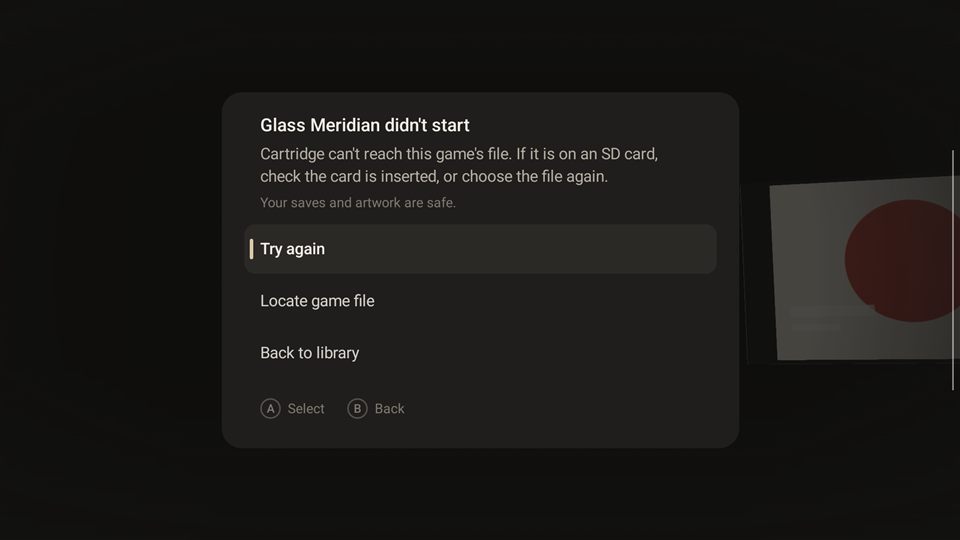 Glass Meridian didn't start
Cartridge can't reach this game's file. If it is on an SD card,
check the card is inserted, or choose the file again.
Your saves and artwork are safe.
Try again
Locate game file
Back to library
A Select B Back